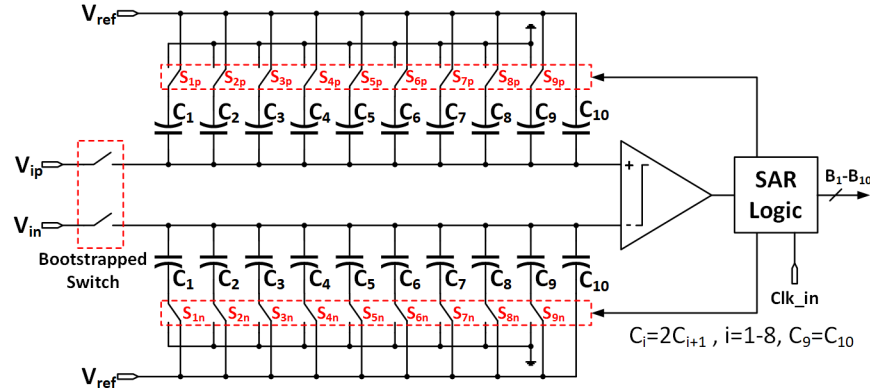 Vref
S1p S2p S3p S4p S5p S6p S7p S8p S9p
C1 C2 C3 C4 C5 C6 C7 C8 C9 C10
Vip
+
SAR Logic
B1-B10
Vin
-
Bootstrapped
Switch
C1 C2 C3 C4 C5 C6 C7 C8 C9 C10
Clk_in
S1n S2n S3n S4n S5n S6n S7n S8n S9n
Ci=2Ci+1 , i=1-8, C9=C10
Vref